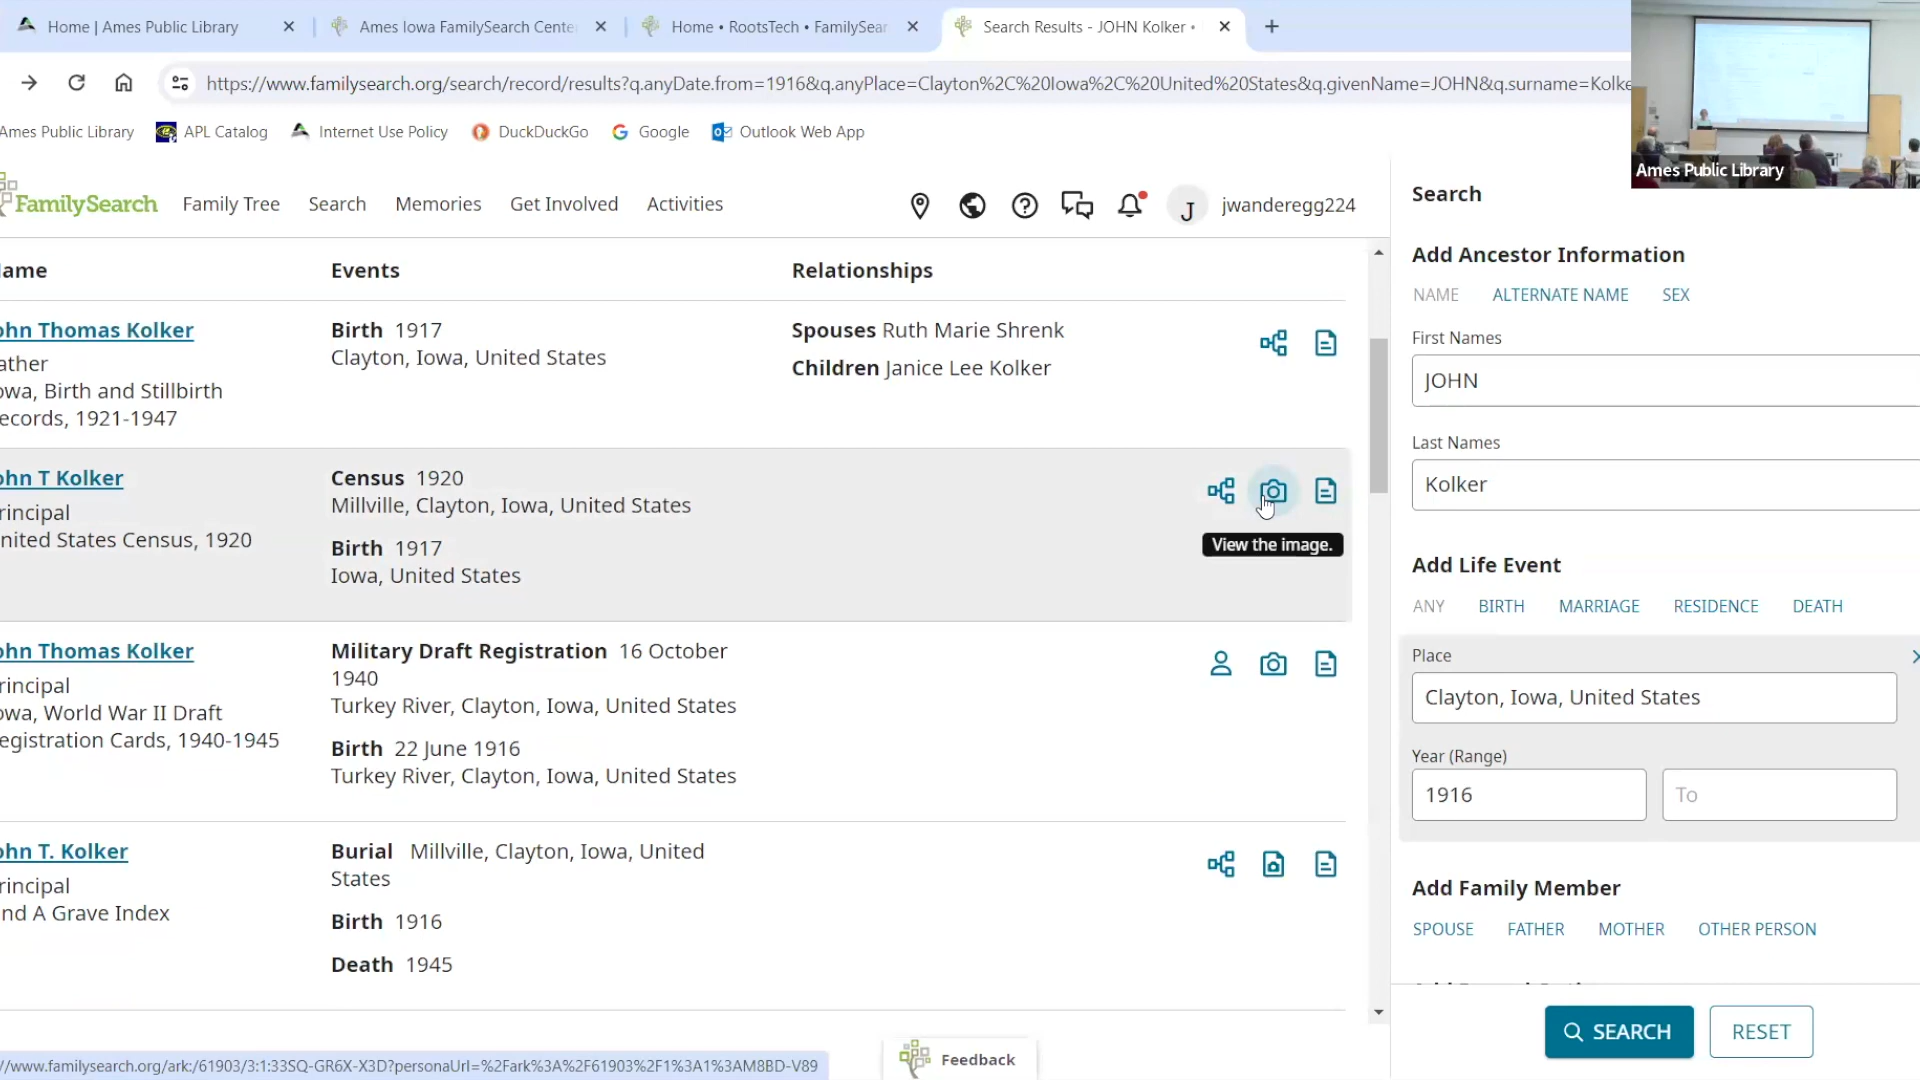 Home | Ames Public Library
Ames Iowa FamilySearch Cente
Home • RootsTech • FamilySear
Search Results - JOHN Kolker •
https://www.familysearch.org/search/record/results?q.anyDate.from=1916&q.anyPlace=Clayton%2C%20Iowa%2C%20United%20States&q.givenName=JOHN&q.surname=Kolke
Ames Public Library
APL Catalog
Internet Use Policy
DuckDuckGo
Google
Outlook Web App
Ames Public Library
FamilySearch
Family Tree
Search
Memories
Get Involved
Activities
J
jwanderegg224
ame
Events
Relationships
ohn Thomas Kolker
ather
owa, Birth and Stillbirth
ecords, 1921-1947
Birth 1917
Clayton, Iowa, United States
Spouses Ruth Marie Shrenk
Children Janice Lee Kolker
ohn T Kolker
rincipal
nited States Census, 1920
Census 1920
Millville, Clayton, Iowa, United States
Birth 1917
Iowa, United States
View the image.
ohn Thomas Kolker
rincipal
owa, World War II Draft
egistration Cards, 1940-1945
Military Draft Registration 16 October
1940
Turkey River, Clayton, Iowa, United States
Birth 22 June 1916
Turkey River, Clayton, Iowa, United States
ohn T. Kolker
rincipal
nd A Grave Index
Burial Millville, Clayton, Iowa, United
States
Birth 1916
Death 1945
Search
Add Ancestor Information
NAME
ALTERNATE NAME
SEX
First Names
JOHN
Last Names
Kolker
Add Life Event
ANY
BIRTH
MARRIAGE
RESIDENCE
DEATH
Place
Clayton, Iowa, United States
Year (Range)
1916
To
Add Family Member
SPOUSE
FATHER
MOTHER
OTHER PERSON
SEARCH
RESET
Feedback
//www.familysearch.org/ark:/61903/3:1:33SQ-GR6X-X3D?personaUrl=%2Fark%3A%2F61903%2F1%3A1%3AM8BD-V89